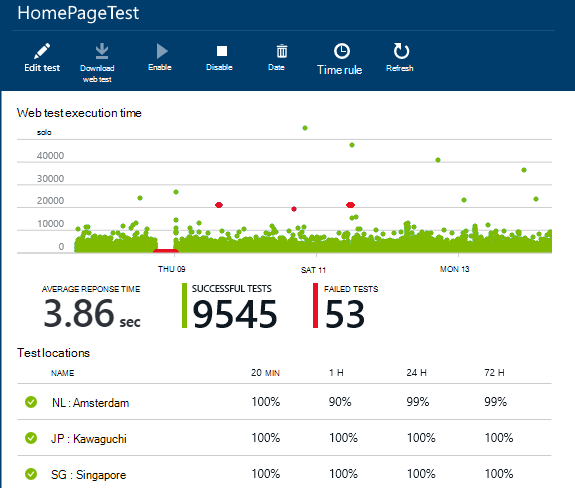 HomePageTest
Edit test
Download web test
Enable
Disable
Date
Time rule
Refresh
Web test execution time
solo
40000
30000
20000
10000
0
THU 09 SAT 11 MON 13
AVERAGE REPONSE TIME
3.86 sec
SUCCESSFUL TESTS
9545
FAILED TESTS
53
Test locations
NAME 20 MIN 1 H 24 H 72 H
NL : Amsterdam 100% 90% 99% 99%
JP : Kawaguchi 100% 100% 100% 100%
SG : Singapore 100% 100% 100% 100%